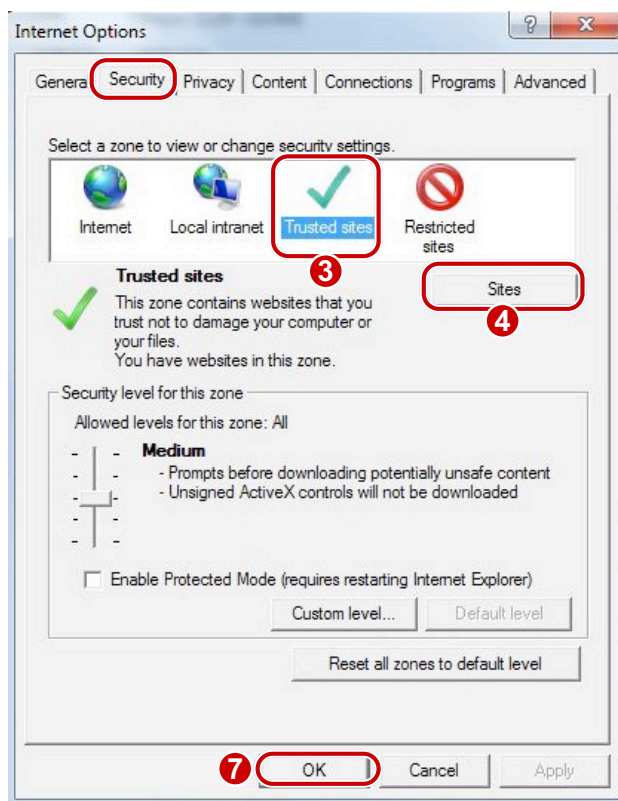 Internet Options
General Security Privacy Content Connections Programs Advanced
Select a zone to view or change security settings.
Internet Local intranet Trusted sites Restricted sites
3
Trusted sites
Sites
4
This zone contains websites that you
trust not to damage your computer or
your files.
You have websites in this zone.
Security level for this zone
Allowed levels for this zone: All
Medium
- Prompts before downloading potentially unsafe content
- Unsigned ActiveX controls will not be downloaded
Enable Protected Mode (requires restarting Internet Explorer)
Custom level... Default level
Reset all zones to default level
7 OK Cancel Apply